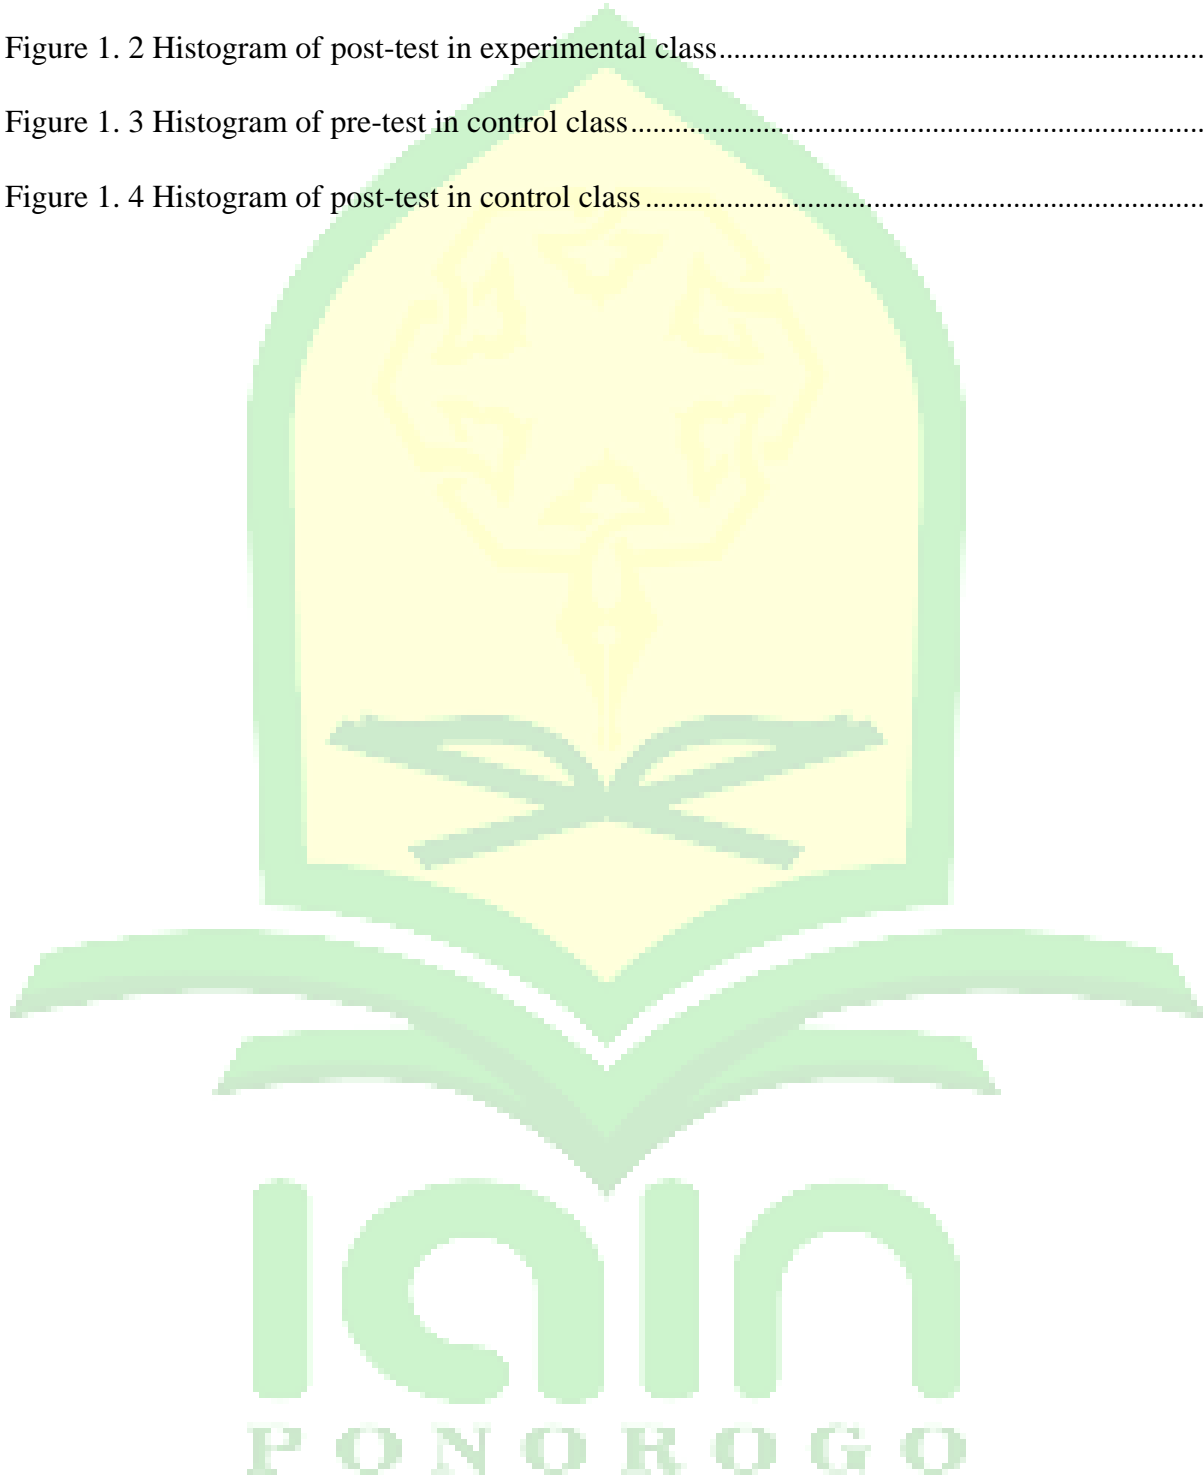 Figure 1. 2 Histogram of post-test in experimental class................................................................
Figure 1. 3 Histogram of pre-test in control class................................................................
Figure 1. 4 Histogram of post-test in control class................................................................
iain
PONOROGO